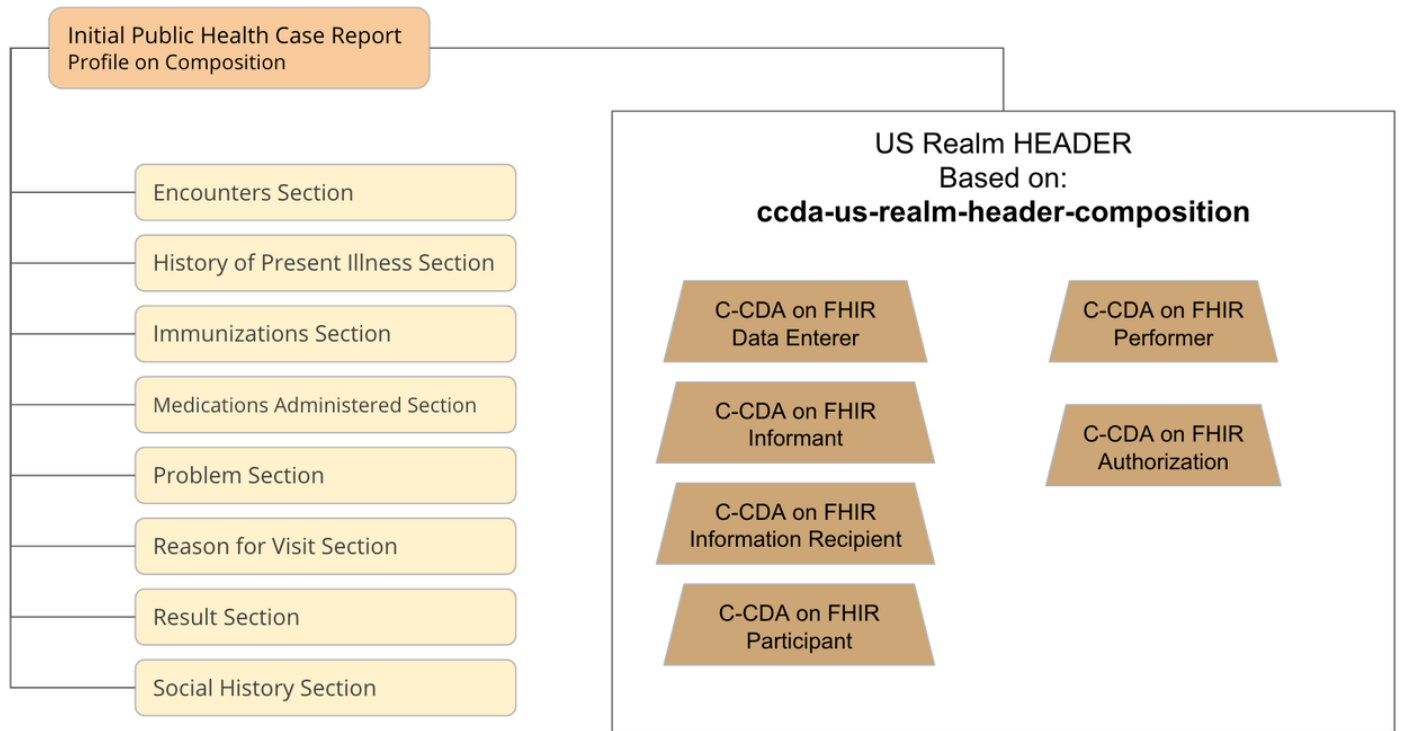 Initial Public Health Case Report
Profile on Composition
Encounters Section
History of Present Illness Section
Immunizations Section
Medications Administered Section
Problem Section
Reason for Visit Section
Result Section
Social History Section
US Realm HEADER
Based on:
ccda-us-realm-header-composition
C-CDA on FHIR
Data Enterer
C-CDA on FHIR
Informant
C-CDA on FHIR
Information Recipient
C-CDA on FHIR
Participant
C-CDA on FHIR
Performer
C-CDA on FHIR
Authorization